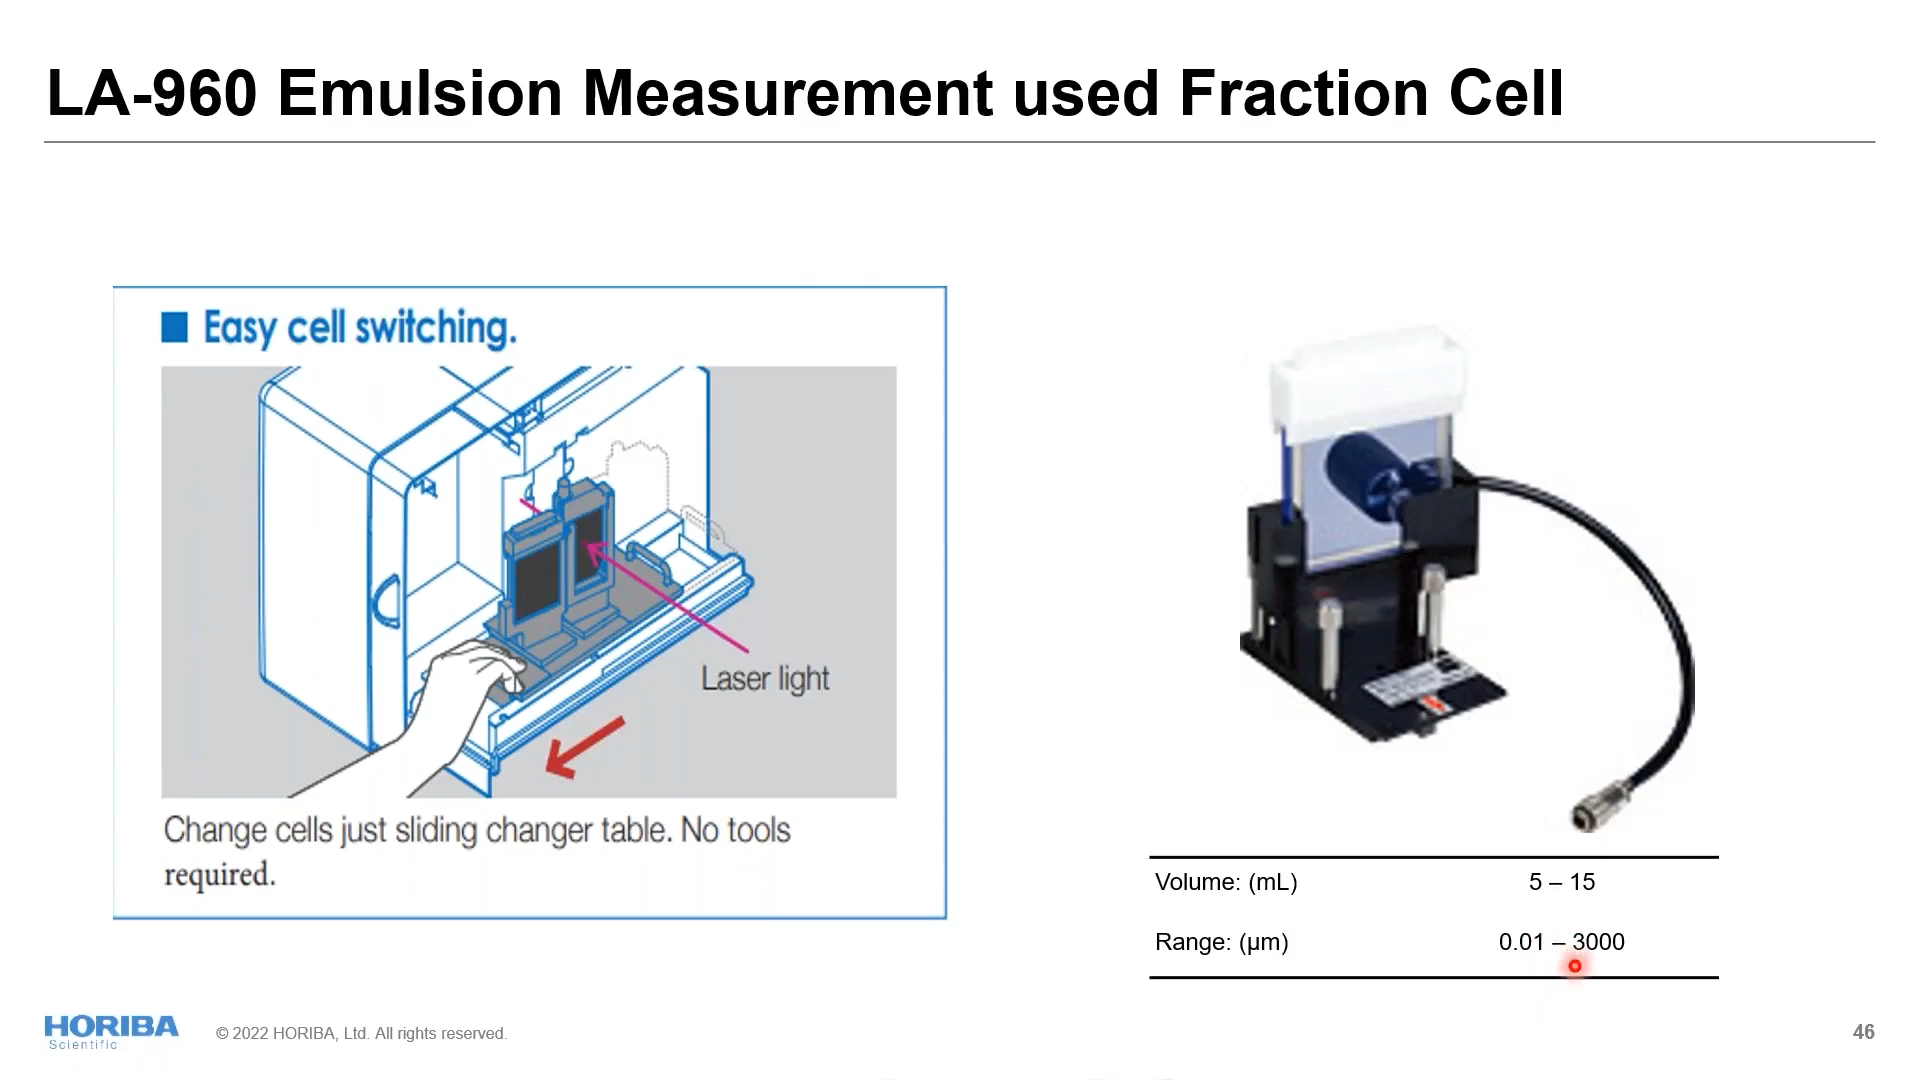 LA-960 Emulsion Measurement used Fraction Cell
Easy cell switching.
Laser light
Change cells just sliding changer table. No tools
required.
Volume: (mL) 5 – 15
Range: (µm) 0.01 – 3000
HORIBA
Scientific
© 2022 HORIBA, Ltd. All rights reserved.
46